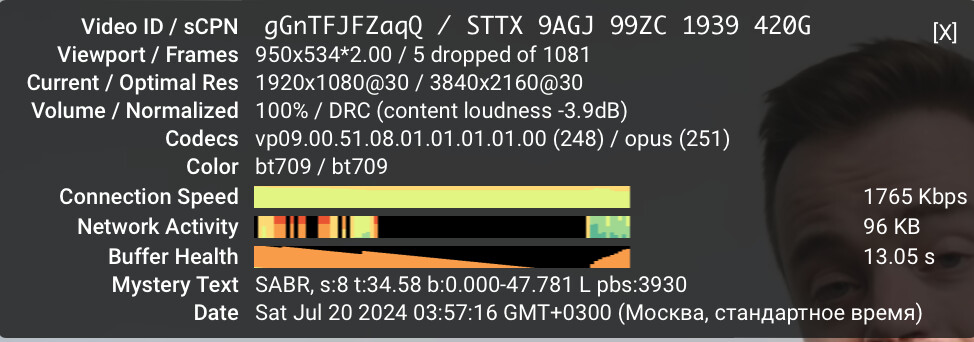 Video ID / sCPN gGnTFJFZaqQ / STTX 9AGJ 99ZC 1939 420G
[X]
Viewport / Frames 950x534*2.00 / 5 dropped of 1081
Current / Optimal Res 1920x1080@30 / 3840x2160@30
Volume / Normalized 100% / DRC (content loudness -3.9dB)
Codecs vp09.00.51.08.01.01.01.01.00 (248) / opus (251)
Color bt709 / bt709
Connection Speed 1765 Kbps
Network Activity 96 KB
Buffer Health 13.05 s
Mystery Text SABR, s:8 t:34.58 b:0.000-47.781 L pbs:3930
Date Sat Jul 20 2024 03:57:16 GMT+0300 (Москва, стандартное время)